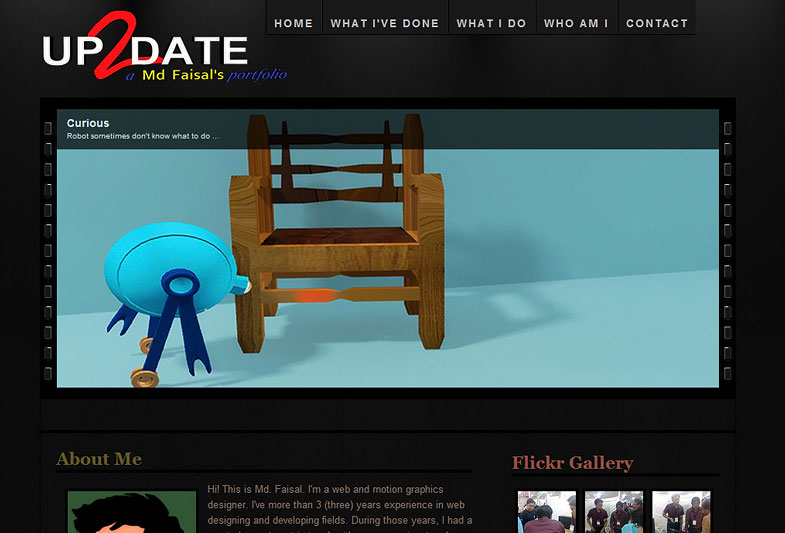 HOME
WHAT I'VE DONE
WHAT I DO
WHO AM I
CONTACT
UP2DATE
a Md Faisal's portfolio
Curious
Robot sometimes don't know what to do ...
About Me
Flickr Gallery
Hi! This is Md. Faisal. I'm a web and motion graphics
designer. I've more than 3 (three) years experience in web
designing and developing fields. During those years, I had a